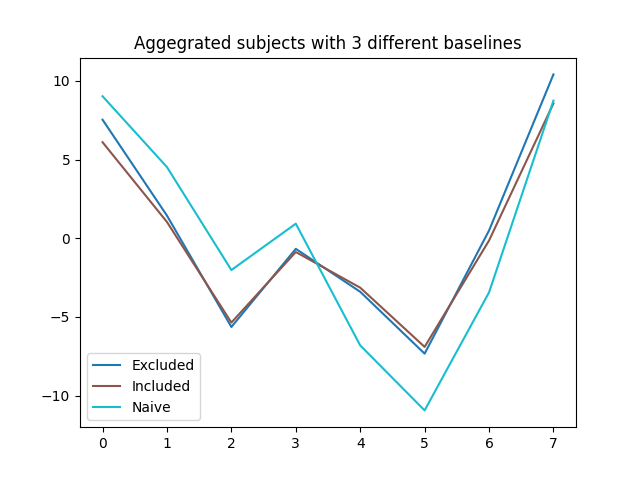 Aggegrated subjects with 3 different baselines
10
5
0
−5
−10
Excluded
Included
Naive
0 1 2 3 4 5 6 7